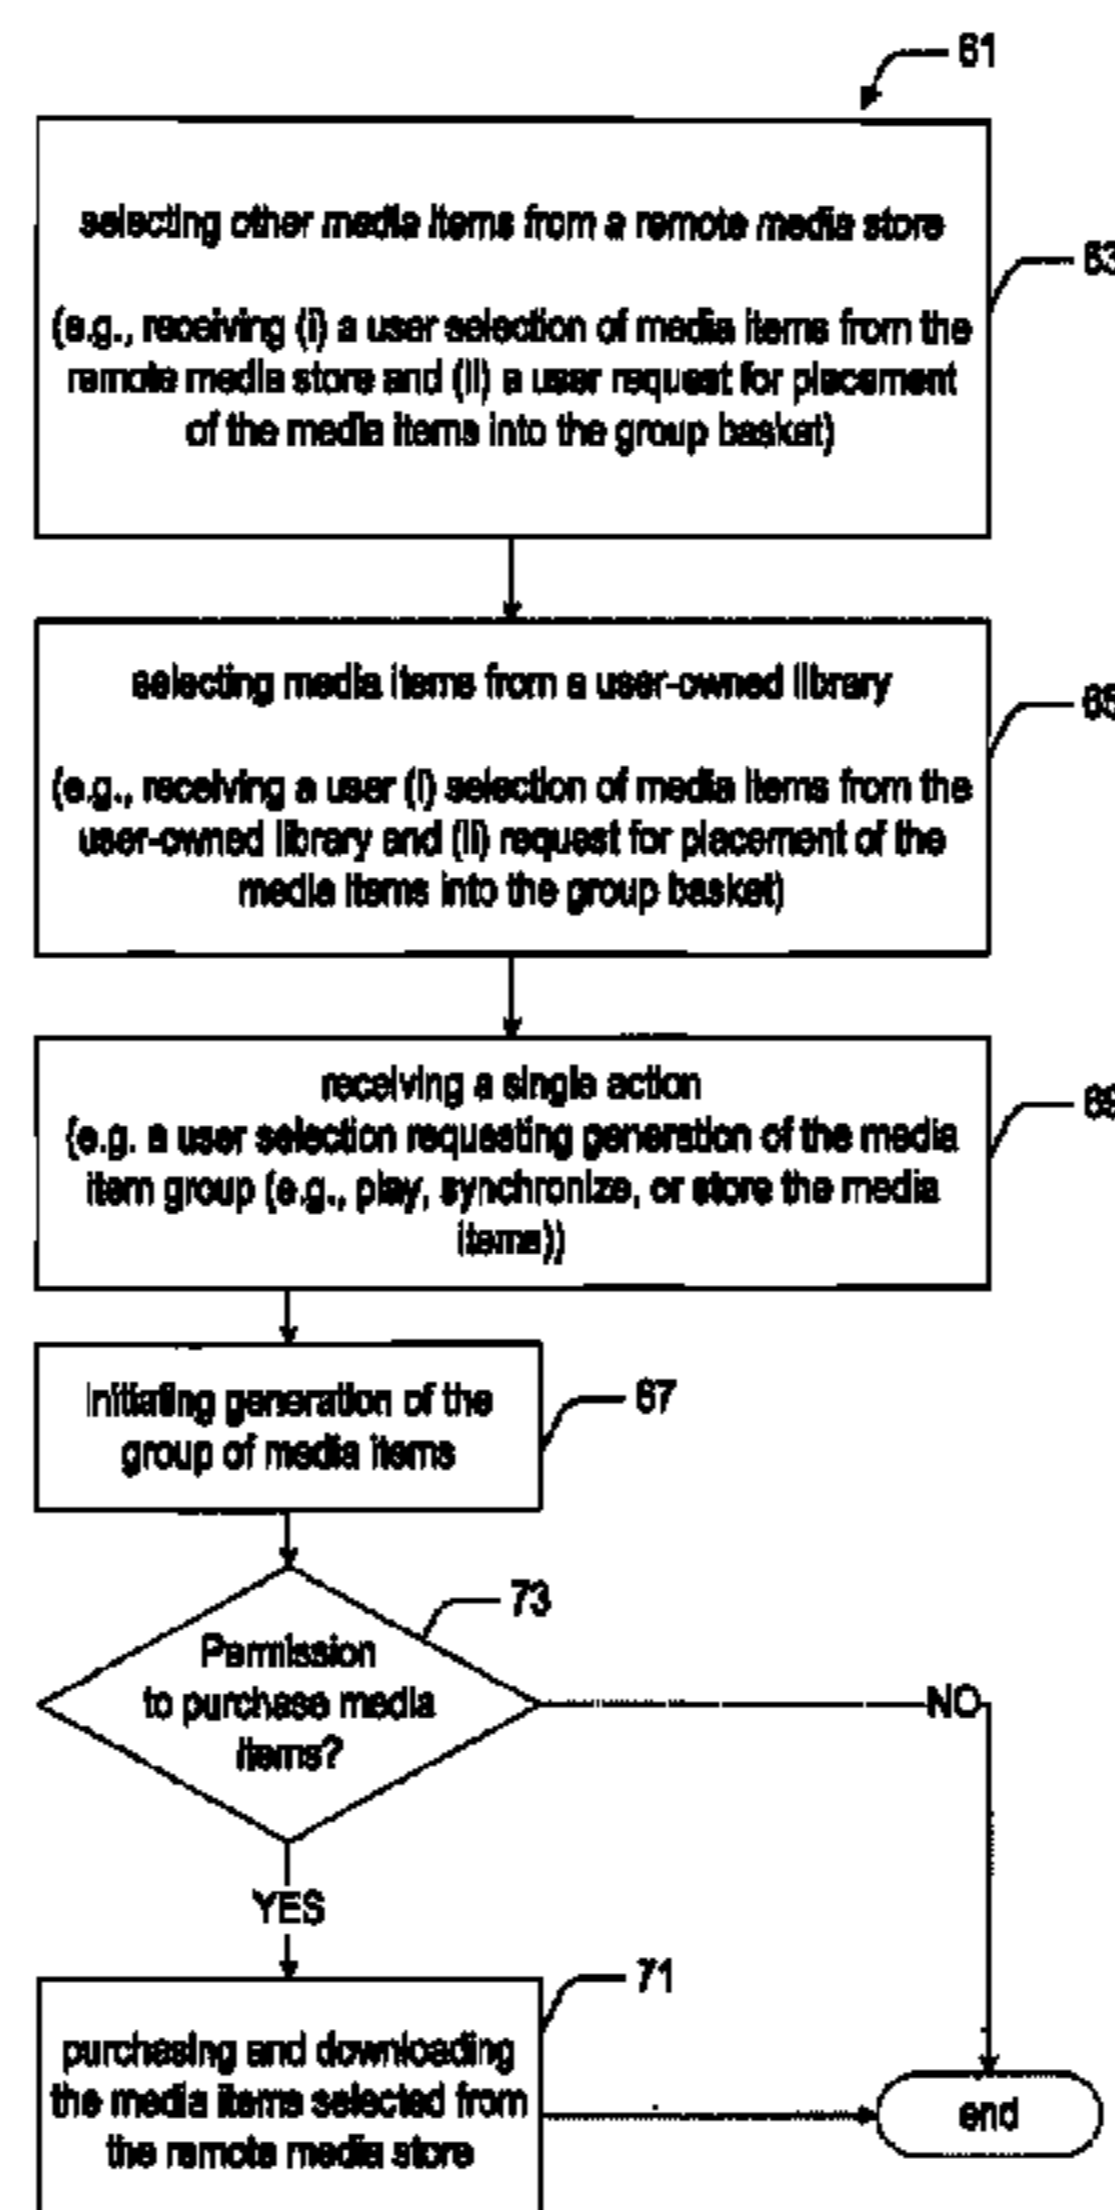 61
selecting other media items from a remote media store
63
(e.g., receiving (i) a user selection of media items from the
remote media store and (ii) a user request for placement
of the media items into the group basket)
selecting media items from a user-owned library
65
(e.g., receiving a user (i) selection of media items from the
user-owned library and (ii) request for placement of the
media items into the group basket)
receiving a single action
69
(e.g. a user selection requesting generation of the media
item group (e.g., play, synchronize, or store the media
items))
initiating generation of the
group of media items
67
73
Permission
to purchase media
items?
NO
YES
71
purchasing and downloading
the media items selected from
the remote media store
end